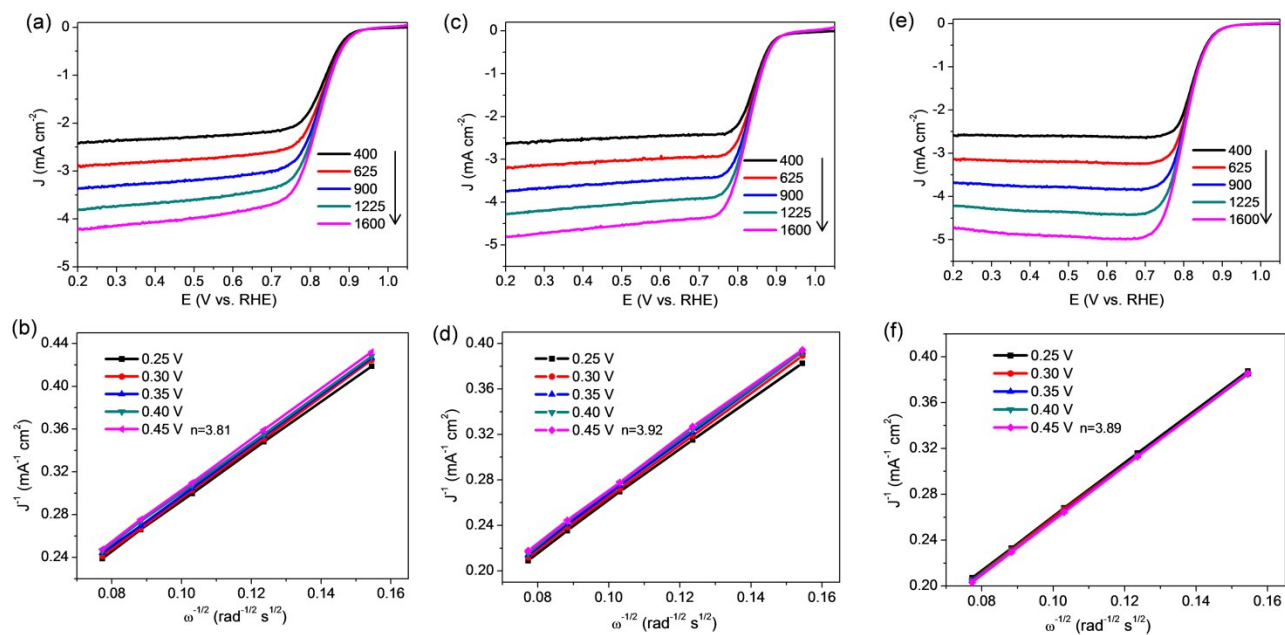 (a)
0
-1
-2
-3
-4
-5
J (mA cm-2)
400
625
900
1225
1600
0.2 0.3 0.4 0.5 0.6 0.7 0.8 0.9 1.0
E (V vs. RHE)
(c)
0
-1
-2
-3
-4
-5
J (mA cm-2)
400
625
900
1225
1600
0.2 0.3 0.4 0.5 0.6 0.7 0.8 0.9 1.0
E (V vs. RHE)
(e)
0
-1
-2
-3
-4
-5
J (mA cm-2)
400
625
900
1225
1600
0.2 0.3 0.4 0.5 0.6 0.7 0.8 0.9 1.0
E (V vs. RHE)
(b)
0.44
0.40
0.36
0.32
0.28
0.24
J-1 (mA-1 cm2)
0.25 V
0.30 V
0.35 V
0.40 V
0.45 V n=3.81
0.08 0.10 0.12 0.14 0.16
ω-1/2 (rad-1/2 s1/2)
(d)
0.40
0.36
0.32
0.28
0.24
0.20
J-1 (mA-1 cm2)
0.25 V
0.30 V
0.35 V
0.40 V
0.45 V n=3.92
0.08 0.10 0.12 0.14 0.16
ω-1/2 (rad-1/2 s1/2)
(f)
0.40
0.36
0.32
0.28
0.24
0.20
J-1 (mA-1 cm2)
0.25 V
0.30 V
0.35 V
0.40 V
0.45 V n=3.89
0.08 0.10 0.12 0.14 0.16
ω-1/2 (rad-1/2 s1/2)